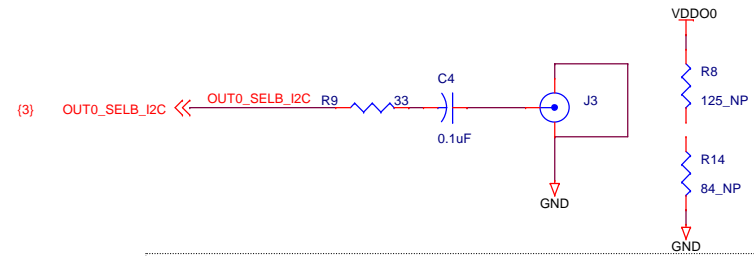 VDDO0
C4
R8
{3} OUT0_SELB_I2C OUT0_SELB_I2C R9 33 J3
125_NP
0.1uF
R14
84_NP
GND
GND